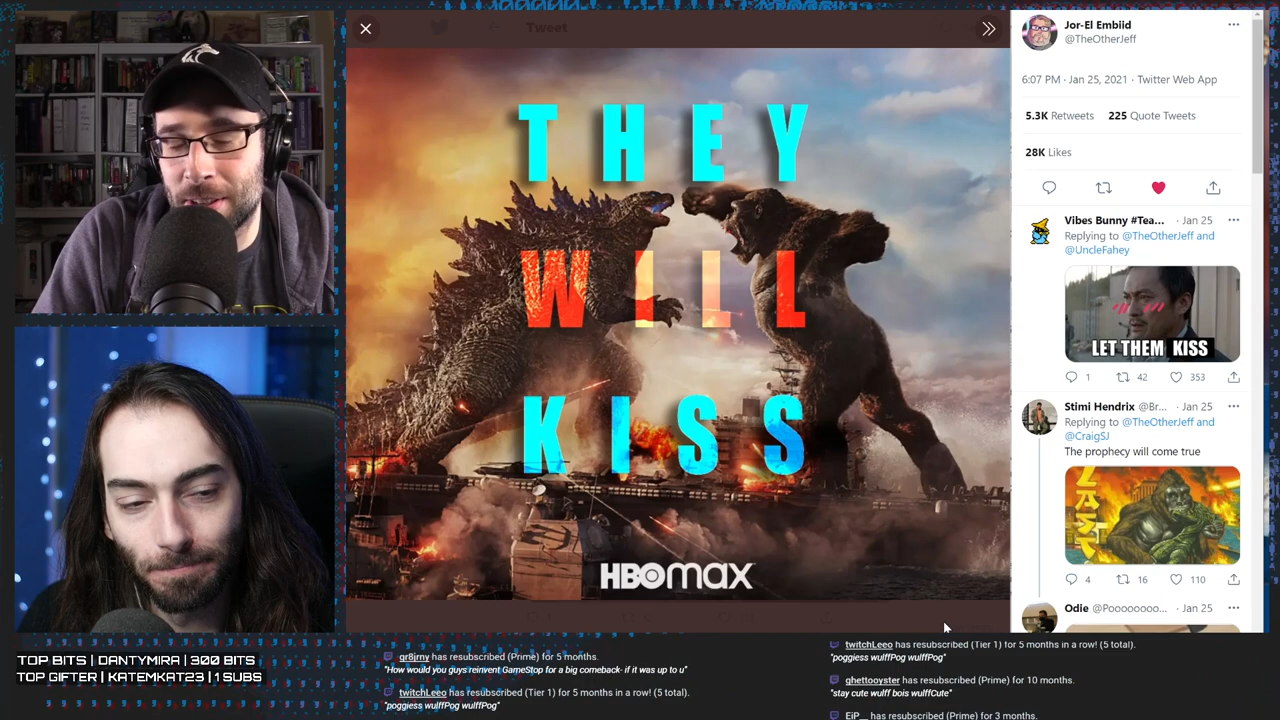 Tweet
THEY
WILL
KISS
HBOmax
Jor-El Embiid
@TheOtherJeff
6:07 PM · Jan 25, 2021 · Twitter Web App
5.3K Retweets 225 Quote Tweets
28K Likes
Vibes Bunny #Tea... · Jan 25
Replying to @TheOtherJeff and
@UncleFahey
LET THEM KISS
1 42 353
Stimi Hendrix @Br... · Jan 25
Replying to @TheOtherJeff and
@CraigSJ
The prophecy will come true
4 16 110
Odie @Pooooooooo... · Jan 25
TOP BITS | DANTYMIRA | 300 BITS
TOP GIFTER | KATEMKAT23 | 1 SUBS
gr8jrny has resubscribed (Prime) for 5 months.
"How would you guys reinvent GameStop for a big comeback- if it was up to u"
twitchLeeo has resubscribed (Tier 1) for 5 months in a row! (5 total).
"poggiess wulffPog wulffPog"
twitchLeeo has resubscribed (Tier 1) for 5 months in a row! (5 total).
"poggiess wulffPog wulffPog"
ghettooyster has resubscribed (Prime) for 10 months.
"stay cute wulff bois wulffCute"
EiP__ has resubscribed (Prime) for 3 months.